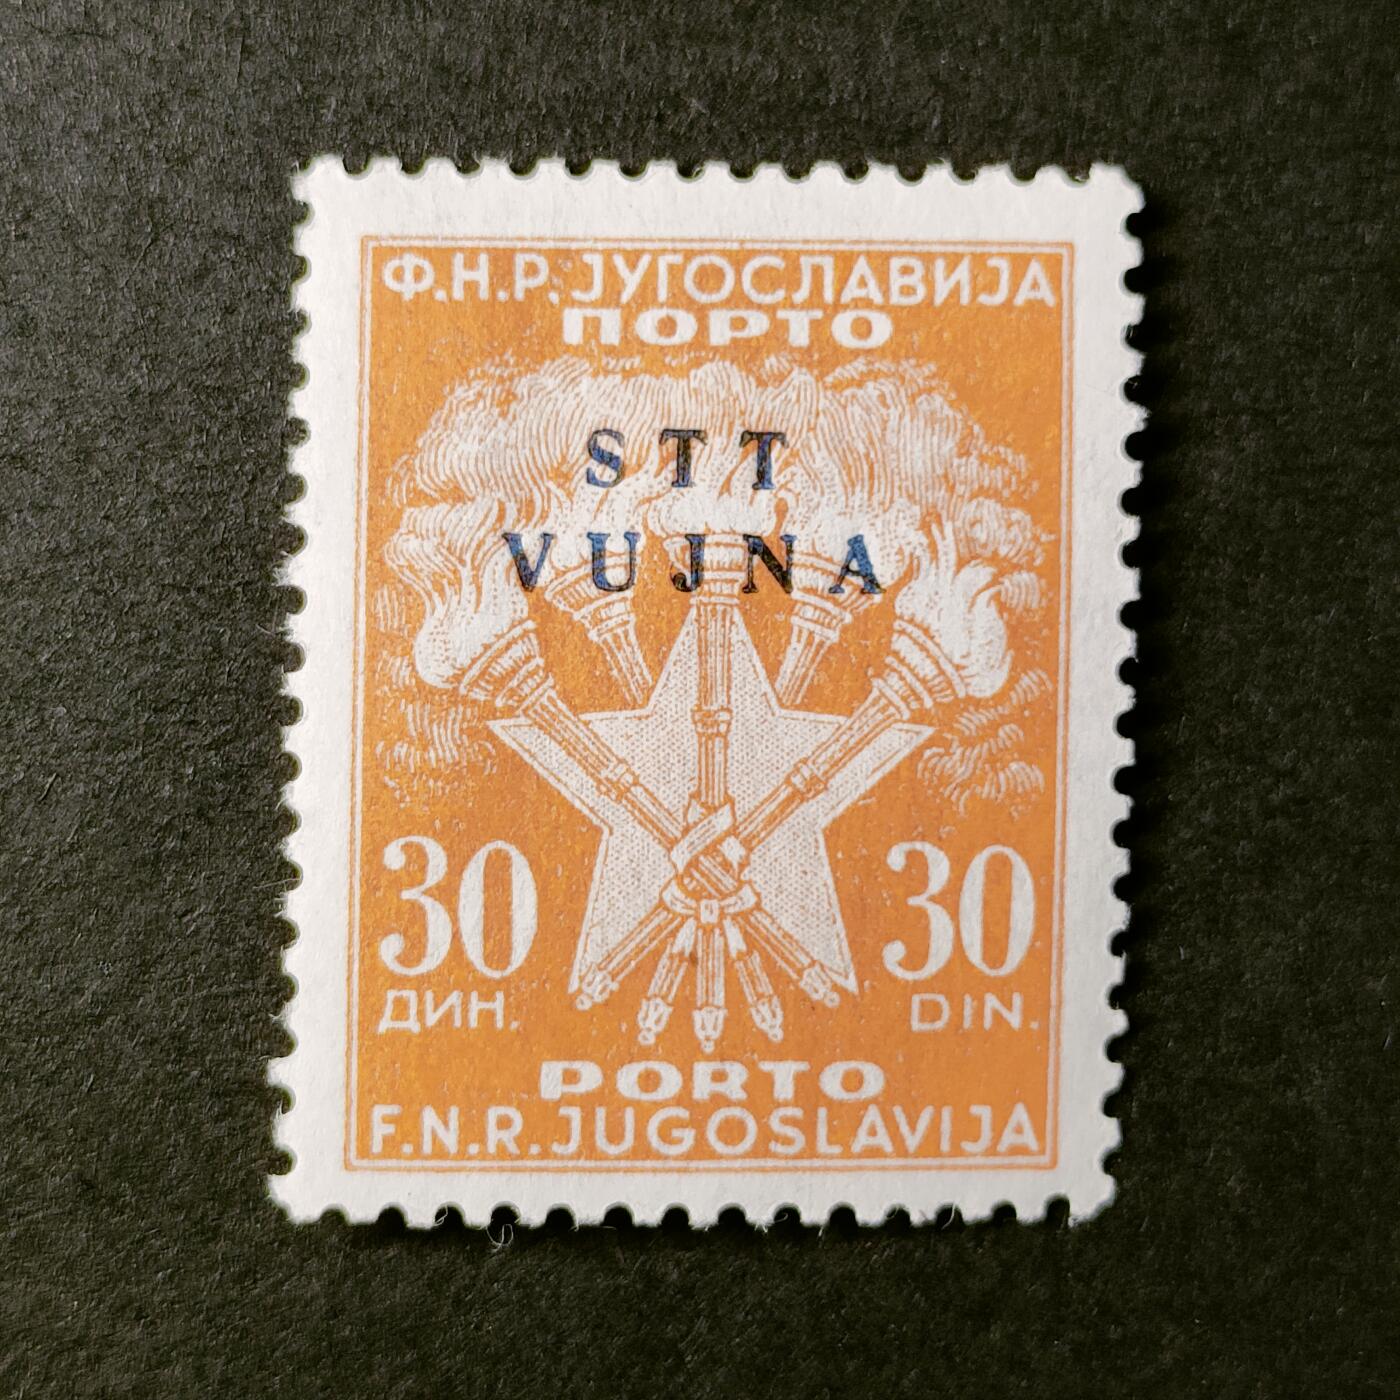 Ф.Н.Р. ЈУГОСЛАВИЈА
ПОРТО
STT
VUJNA
30 30
ДИН. DIN.
PORTO
F.N.R. JUGOSLAVIJA